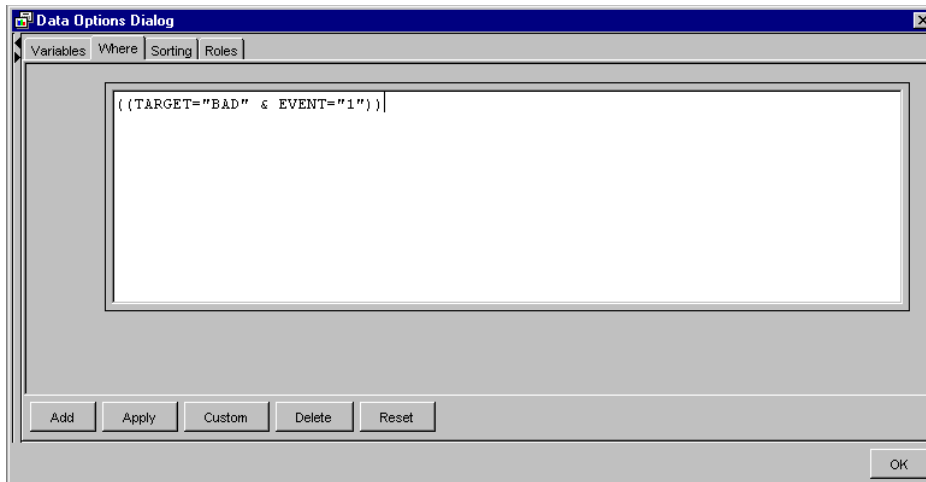 Data Options Dialog
Variables Where Sorting Roles
((TARGET="BAD" & EVENT="1"))
Add Apply Custom Delete Reset
OK